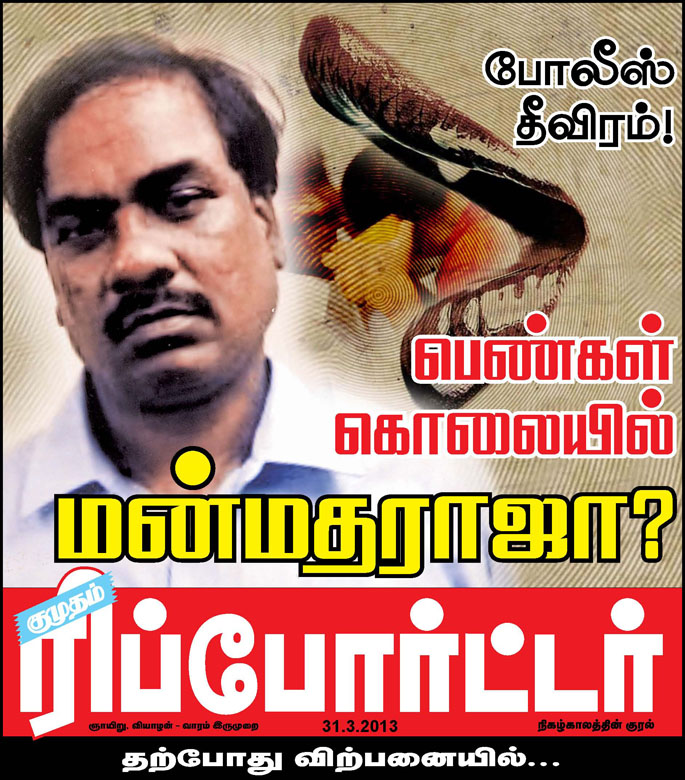 போலீஸ்
தீவிரம்!
பெண்கள்
கொலையில்
மன்மதராஜா?
குமுதம்
ரிப்போர்ட்டர்
ஞாயிறு, வியாழன் - வாரம் இருமுறை
31.3.2013
நிகழ்காலத்தின் குரல்
தற்போது விற்பனையில்...